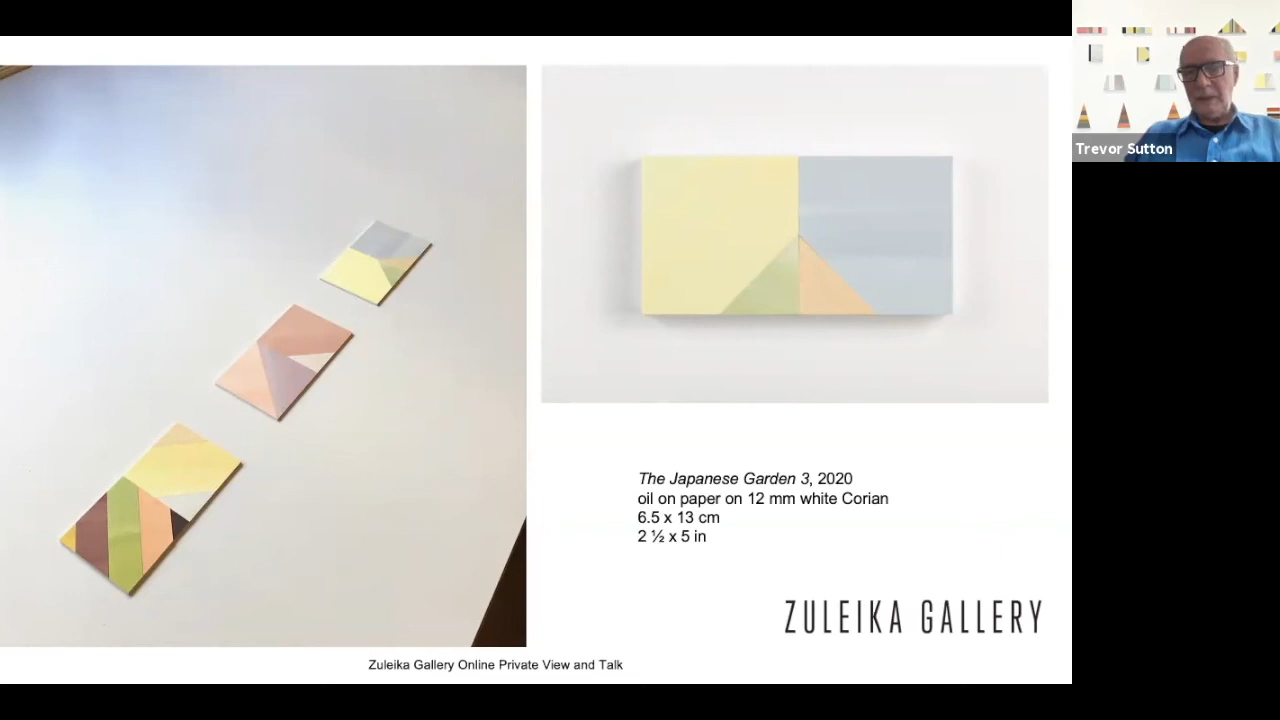 Trevor Sutton
The Japanese Garden 3, 2020
oil on paper on 12 mm white Corian
6.5 x 13 cm
2 ½ x 5 in
ZULEIKA GALLERY
Zuleika Gallery Online Private View and Talk